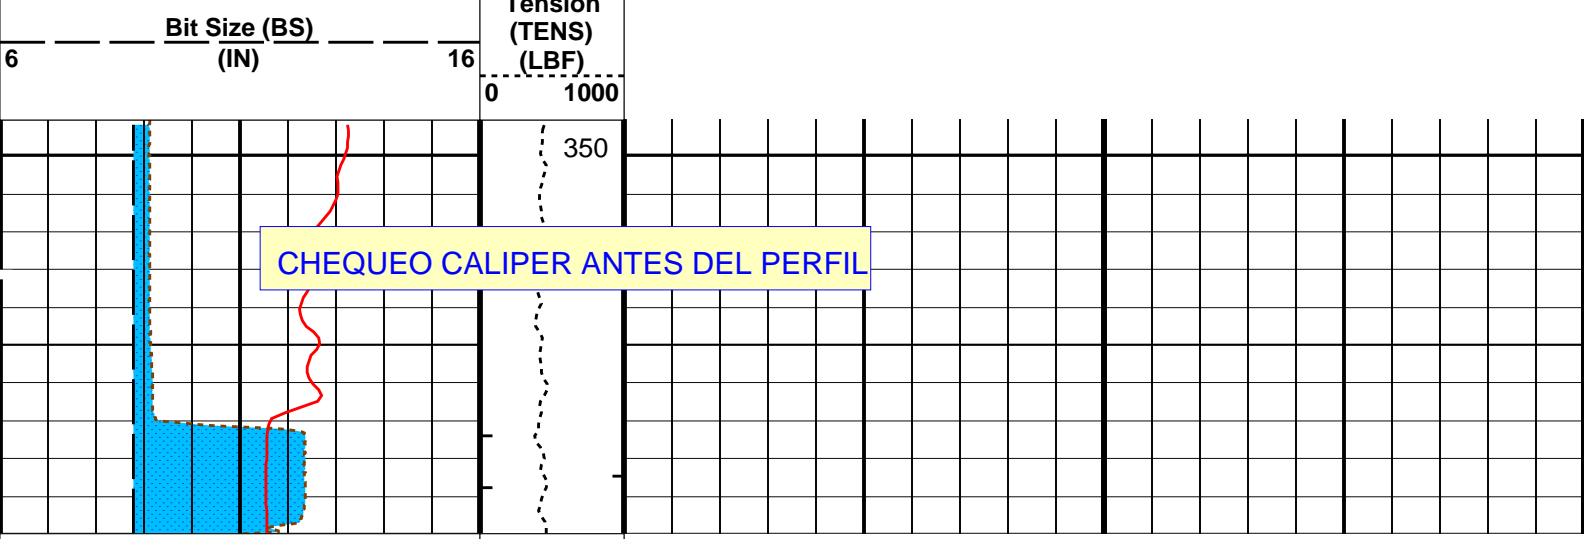 Bit Size (BS)
6 (IN) 16
Tension
(TENS)
(LBF)
0 1000
350
CHEQUEO CALIPER ANTES DEL PERFIL